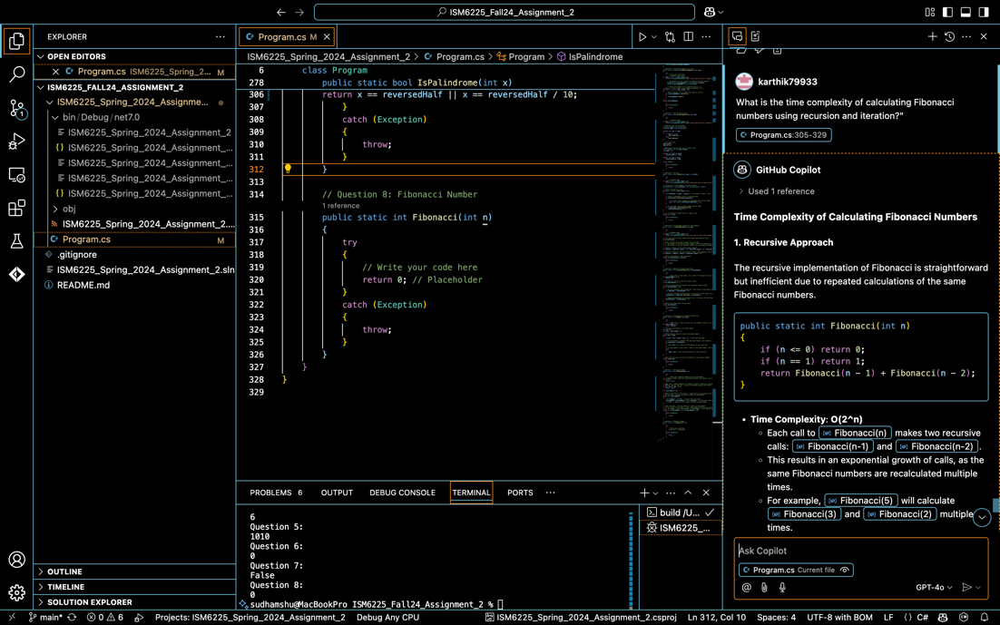 ISM6225_Fall24_Assignment_2
EXPLORER
OPEN EDITORS
Program.cs ISM6225_Spring_2... M
ISM6225_FALL24_ASSIGNMENT_2
ISM6225_Spring_2024_Assignme...
bin / Debug / net7.0
ISM6225_Spring_2024_Assignment_2
ISM6225_Spring_2024_Assignment_...
ISM6225_Spring_2024_Assignment_...
ISM6225_Spring_2024_Assignment_...
ISM6225_Spring_2024_Assignment_...
obj
ISM6225_Spring_2024_Assignment_2....
Program.cs M
.gitignore
ISM6225_Spring_2024_Assignment_2.sln
README.md
OUTLINE
TIMELINE
SOLUTION EXPLORER
Program.cs M
ISM6225_Spring_2024_Assignment_2 > Program.cs > Program > IsPalindrome
6 class Program
278 public static bool IsPalindrome(int x)
306 return x == reversedHalf || x == reversedHalf / 10;
307 }
308 catch (Exception)
309 {
310 throw;
311 }
312 }
313
314 // Question 8: Fibonacci Number
1 reference
315 public static int Fibonacci(int n)
316 {
317 try
318 {
319 // Write your code here
320 return 0; // Placeholder
321 }
322 catch (Exception)
323 {
324 throw;
325 }
326 }
327 }
328 }
329
PROBLEMS 6 OUTPUT DEBUG CONSOLE TERMINAL PORTS
6
Question 5:
1010
Question 6:
0
Question 7:
False
Question 8:
0
sudhamshu@MacBookPro ISM6225_Fall24_Assignment_2 %
build /U...
ISM6225_...
karthik79933
What is the time complexity of calculating Fibonacci
numbers using recursion and iteration?"
Program.cs:305-329
GitHub Copilot
Used 1 reference
Time Complexity of Calculating Fibonacci Numbers
1. Recursive Approach
The recursive implementation of Fibonacci is straightforward
but inefficient due to repeated calculations of the same
Fibonacci numbers.
public static int Fibonacci(int n)
{
if (n <= 0) return 0;
if (n == 1) return 1;
return Fibonacci(n - 1) + Fibonacci(n - 2);
}
Time Complexity: O(2^n)
Each call to Fibonacci(n) makes two recursive
calls: Fibonacci(n-1) and Fibonacci(n-2).
This results in an exponential growth of calls, as the
same Fibonacci numbers are recalculated multiple
times.
For example, Fibonacci(5) will calculate
Fibonacci(3) and Fibonacci(2) multiple
times.
Ask Copilot
Program.cs Current file
GPT-4o
main* 0 6 Projects: ISM6225_Spring_2024_Assignment_2 Debug Any CPU ISM6225_Spring_2024_Assignment_2.csproj Ln 312, Col 10 Spaces: 4 UTF-8 with BOM LF {} C#
1